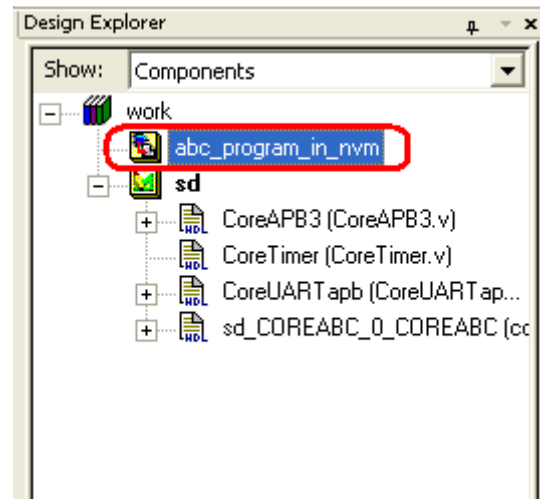 Design Explorer
Show: Components
work
abc_program_in_nvm
sd
CoreAPB3 (CoreAPB3.v)
CoreTimer (CoreTimer.v)
CoreUARTapb (CoreUARTap...
sd_COREABC_0_COREABC (co